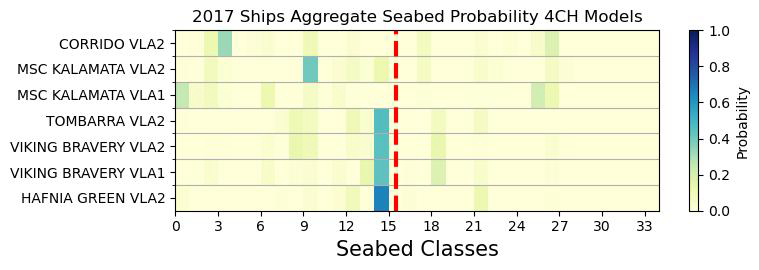 2017 Ships Aggregate Seabed Probability 4CH Models
CORRIDO VLA2
MSC KALAMATA VLA2
MSC KALAMATA VLA1
TOMBARRA VLA2
VIKING BRAVERY VLA2
VIKING BRAVERY VLA1
HAFNIA GREEN VLA2
0 3 6 9 12 15 18 21 24 27 30 33
Seabed Classes
1.0
0.8
0.6
0.4
0.2
0.0
Probability